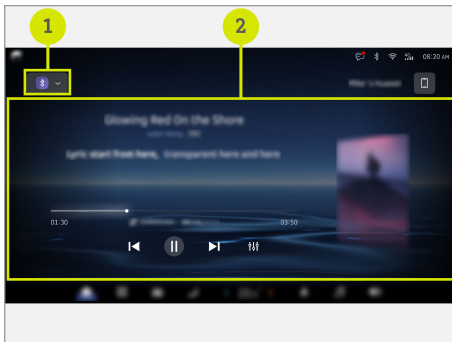 1 2
4G 08:20 AM
Glowing Red On the Shore
Lyric start from here, transparent here and here
01:30 03:50